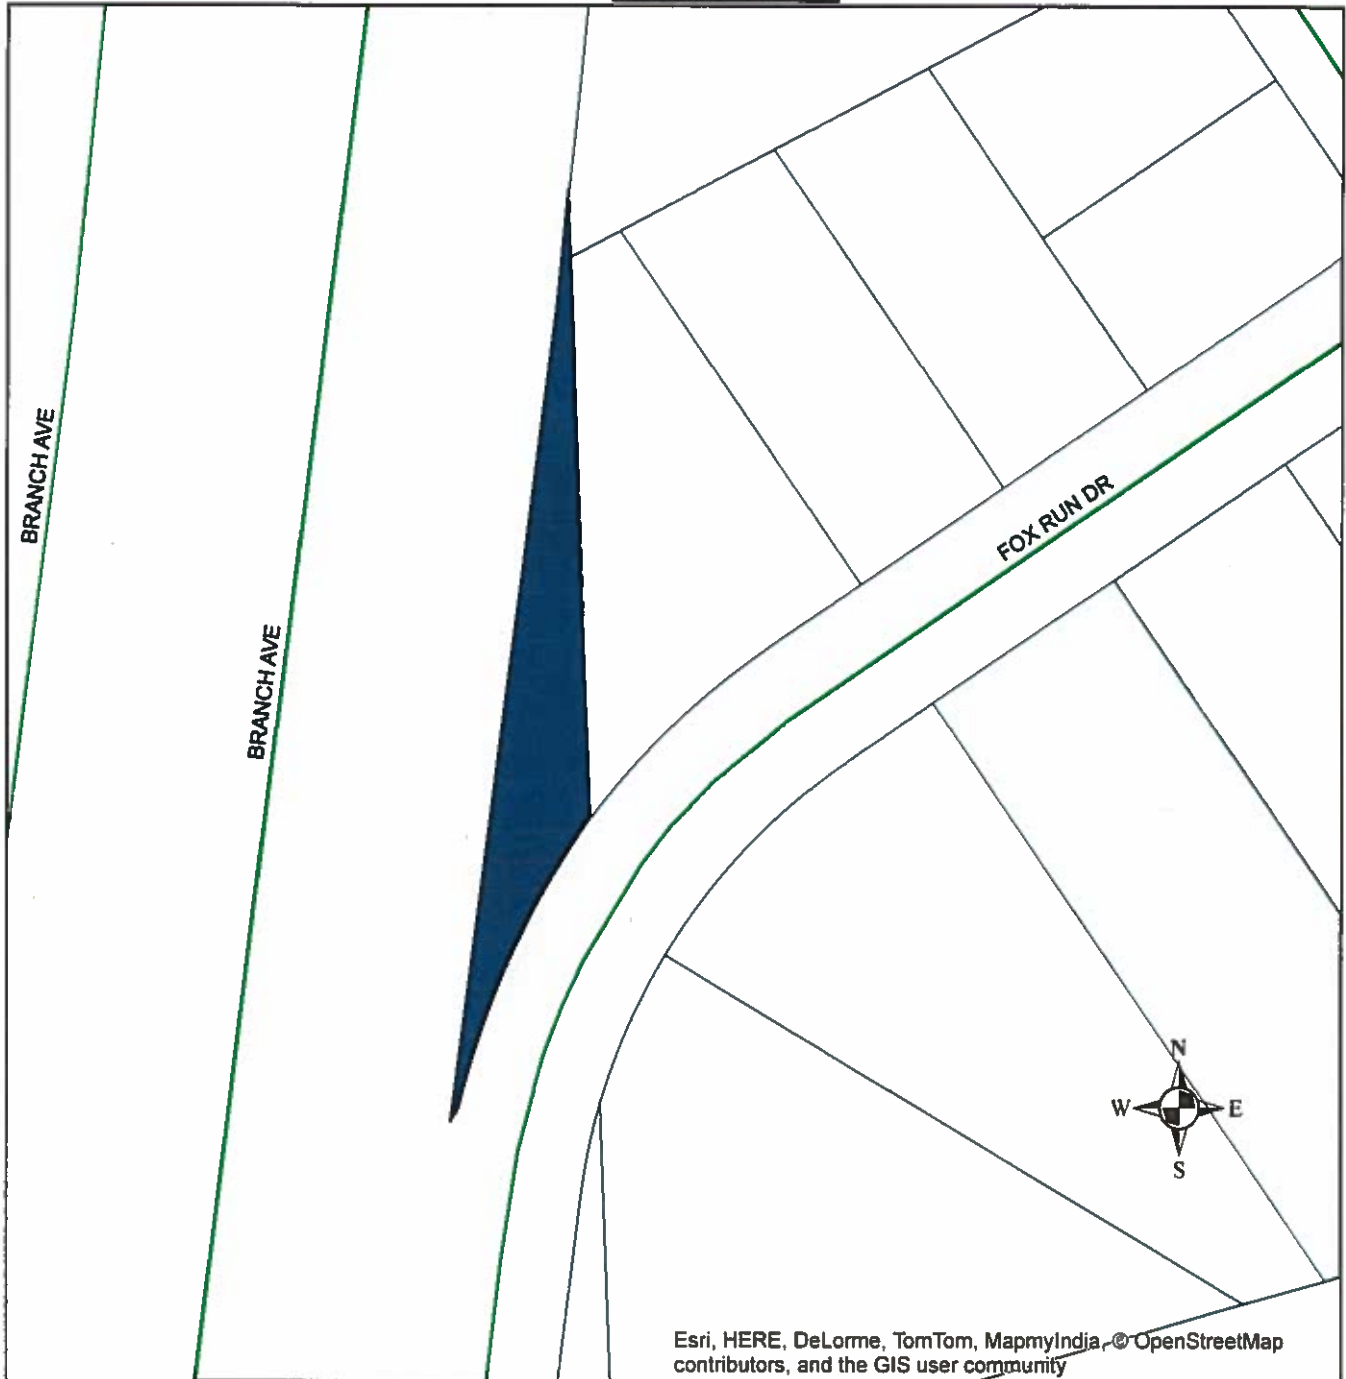 BRANCH AVE
FOX RUN DR
BRANCH AVE
N
W E
S
Esri, HERE, DeLorme, TomTom, MapmyIndia, © OpenStreetMap
contributors, and the GIS user community